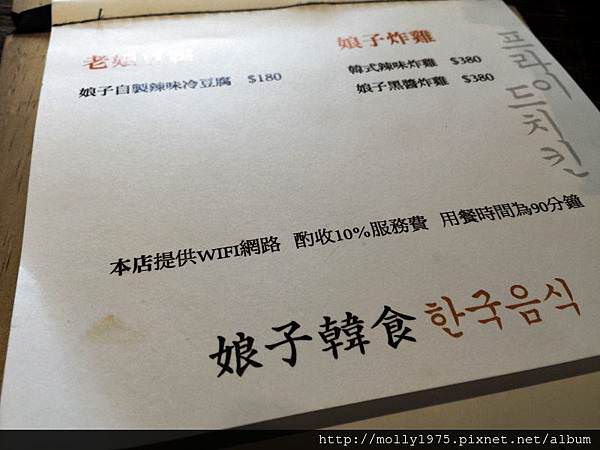 老娘
娘子自製辣味冷豆腐 $180
娘子炸雞
韓式辣味炸雞 $380
娘子黑醬炸雞 $380
프라이드치킨
本店提供WIFI網路 酌收10%服務費 用餐時間為90分鐘
娘子韓食 한국음식
http://molly1975.pixnet.net/album